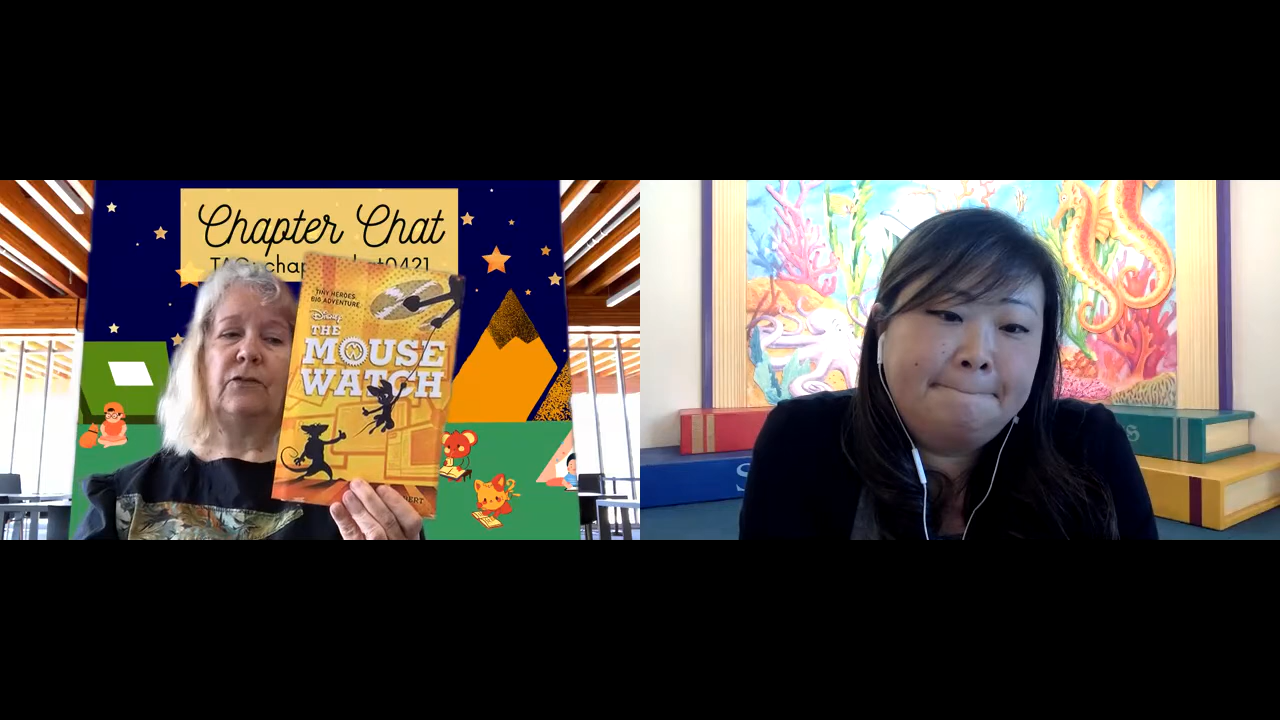 Chapter Chat
TINY HEROES.
BIG ADVENTURE.
Disney
THE
MOUSE
WATCH